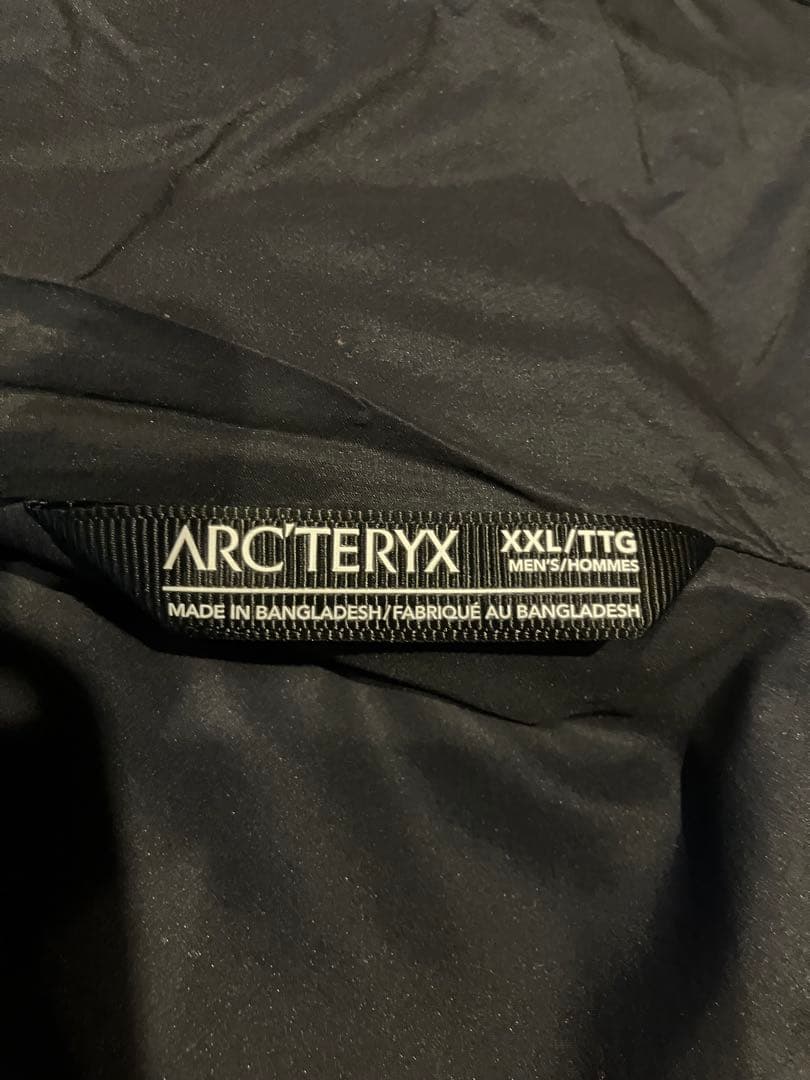 ARC'TERYX
XXL/TTG
MEN'S/HOMMES
MADE IN BANGLADESH/FABRIQUÉ AU BANGLADESH